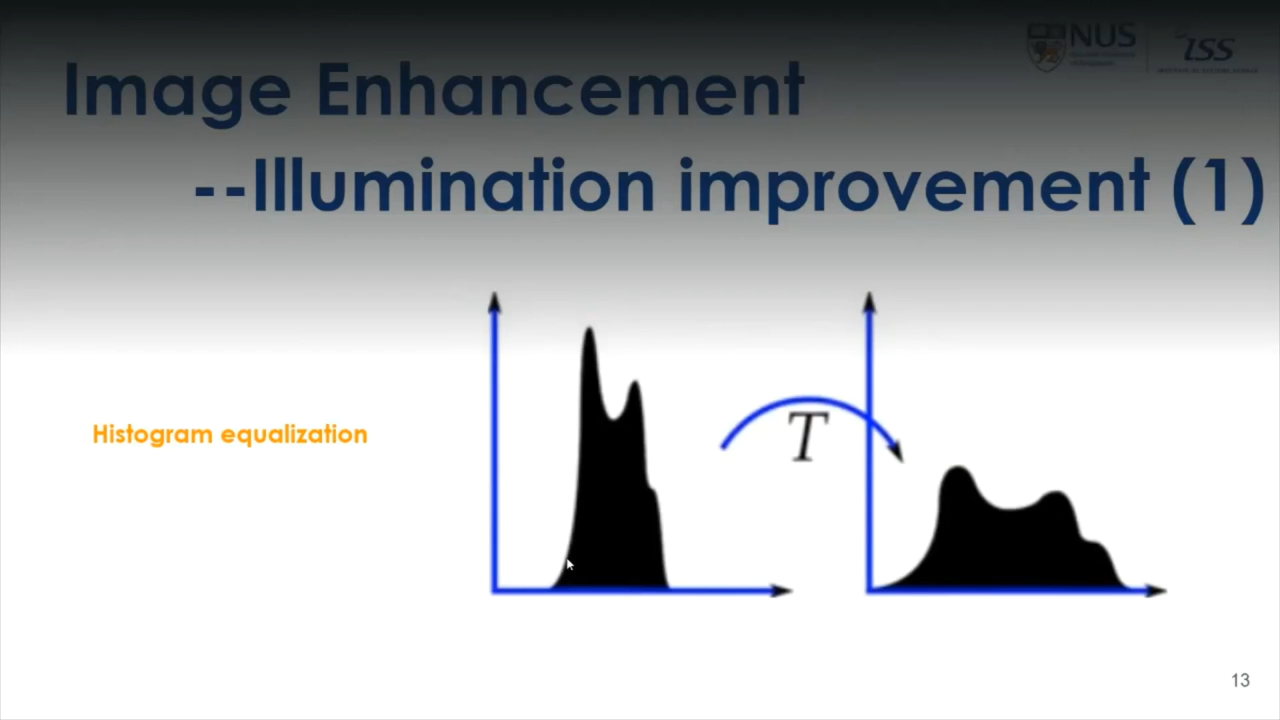 NUS
ISS
Image Enhancement
--Illumination improvement (1)
Histogram equalization
T
13